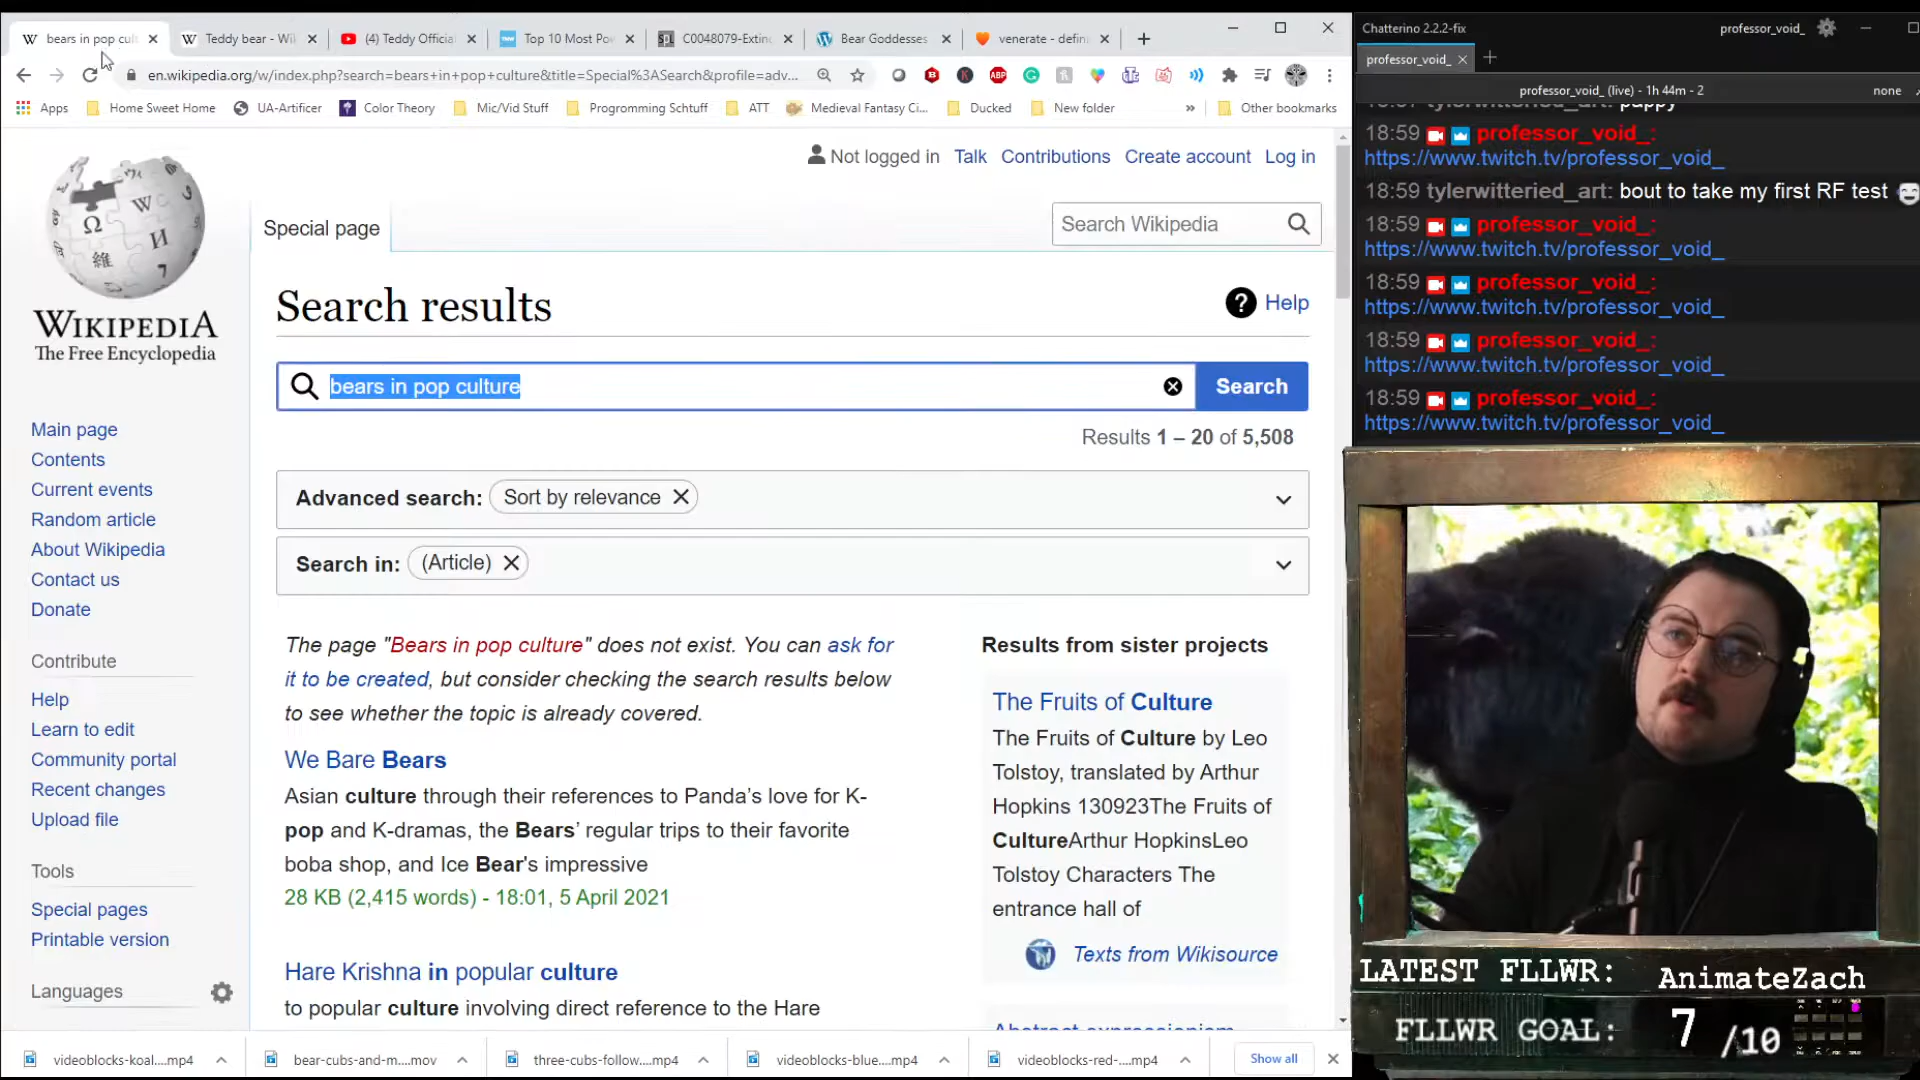 bears in pop cult
Teddy bear - Wi
(4) Teddy Officia
Top 10 Most Po
C0048079-Extin
Bear Goddesses
venerate - defin
en.wikipedia.org/w/index.php?search=bears+in+pop+culture&title=Special%3ASearch&profile=adv...
Apps
Home Sweet Home
UA-Artificer
Color Theory
Mic/Vid Stuff
Programming Schtuff
ATT
Medieval Fantasy Ci...
Ducked
New folder
»
Other bookmarks
Not logged in Talk Contributions Create account Log in
Special page
Search Wikipedia
WIKIPEDIA
The Free Encyclopedia
Main page
Contents
Current events
Random article
About Wikipedia
Contact us
Donate
Contribute
Help
Learn to edit
Community portal
Recent changes
Upload file
Tools
Special pages
Printable version
Languages
Search results
Help
bears in pop culture
Search
Results 1 – 20 of 5,508
Advanced search: Sort by relevance
Search in: (Article)
The page "Bears in pop culture" does not exist. You can ask for
it to be created, but consider checking the search results below
to see whether the topic is already covered.
We Bare Bears
Asian culture through their references to Panda's love for K-
pop and K-dramas, the Bears' regular trips to their favorite
boba shop, and Ice Bear's impressive
28 KB (2,415 words) - 18:01, 5 April 2021
Hare Krishna in popular culture
to popular culture involving direct reference to the Hare
Results from sister projects
The Fruits of Culture
The Fruits of Culture by Leo
Tolstoy, translated by Arthur
Hopkins 130923The Fruits of
CultureArthur HopkinsLeo
Tolstoy Characters The
entrance hall of
Texts from Wikisource
Abstract expressionism
videoblocks-koal....mp4
bear-cubs-and-m....mov
three-cubs-follow....mp4
videoblocks-blue....mp4
videoblocks-red-....mp4
Show all
Chatterino 2.2.2-fix
professor_void_
professor_void_
professor_void_ (live) - 1h 44m - 2
none
tylerwitteried_art: puppy
18:59 professor_void_:
https://www.twitch.tv/professor_void_
18:59 tylerwitteried_art: bout to take my first RF test
18:59 professor_void_:
https://www.twitch.tv/professor_void_
18:59 professor_void_:
https://www.twitch.tv/professor_void_
18:59 professor_void_:
https://www.twitch.tv/professor_void_
18:59 professor_void_:
https://www.twitch.tv/professor_void_
LATEST FLLWR: AnimateZach
FLLWR GOAL: 7 /10